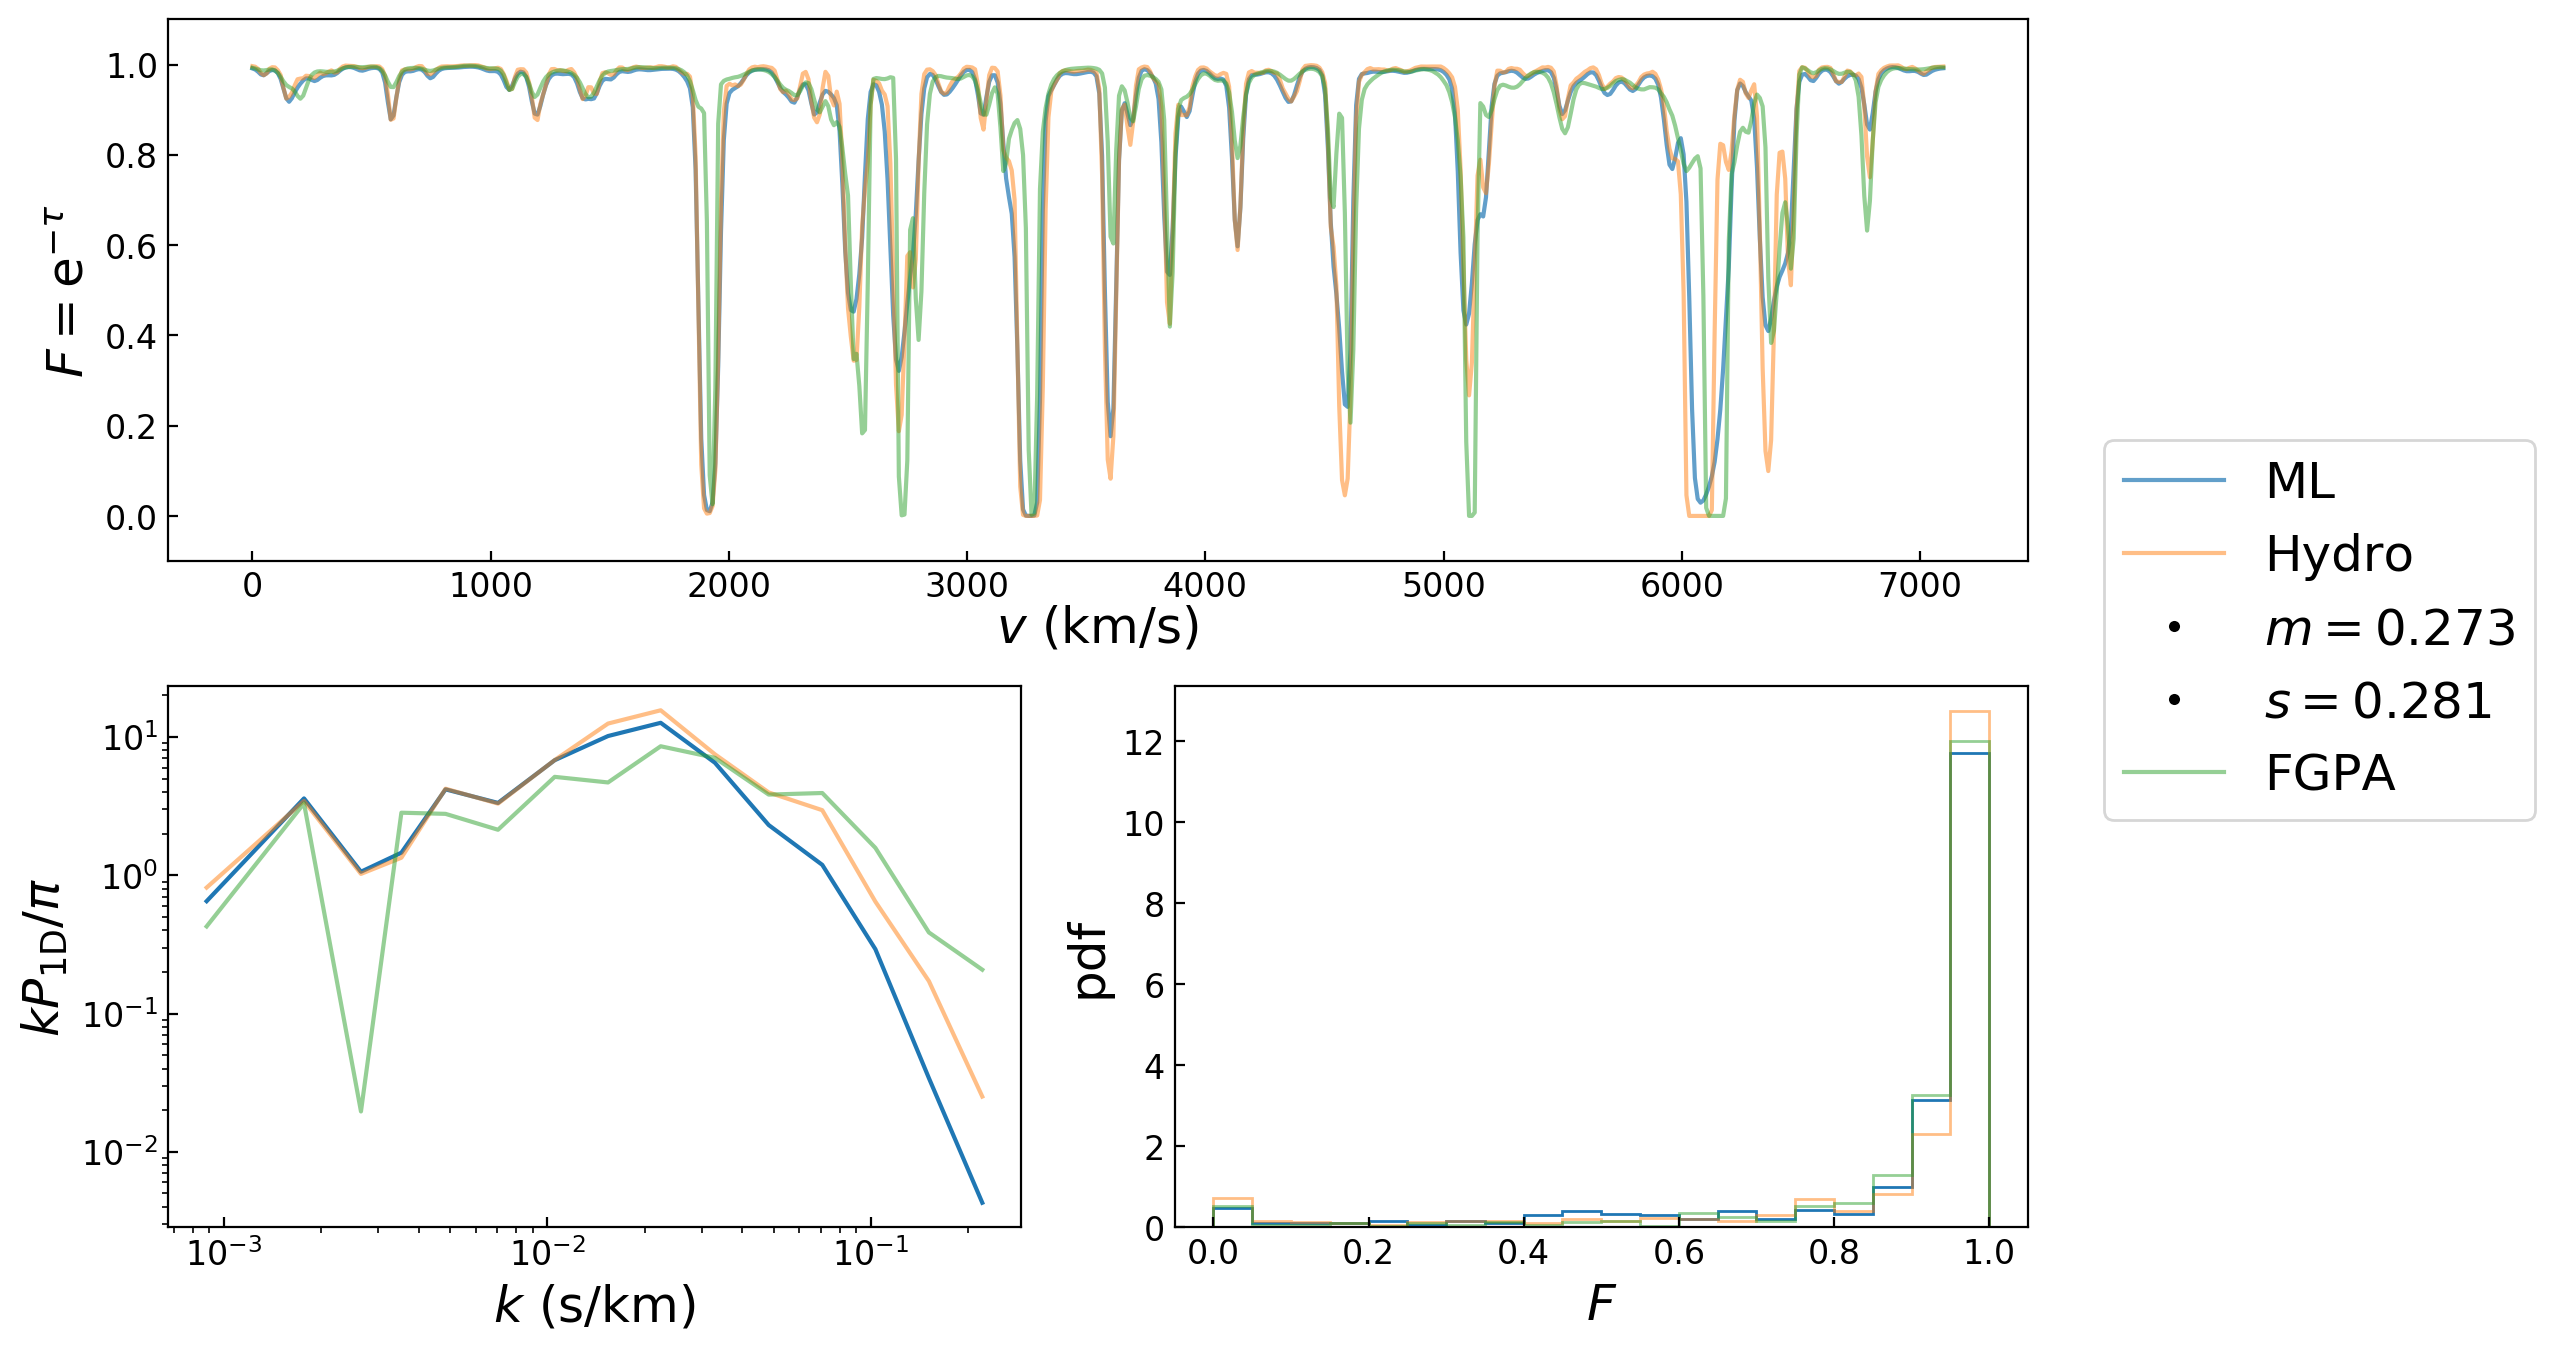 1.0
0.8
0.6
0.4
0.2
0.0
F = e^{−τ}
0 1000 2000 3000 4000 5000 6000 7000
v (km/s)
ML
Hydro
m = 0.273
s = 0.281
FGPA
10^1
10^0
10^{−1}
10^{−2}
kP_{1D}/π
10^{−3} 10^{−2} 10^{−1}
k (s/km)
12
10
8
6
4
2
0
pdf
0.0 0.2 0.4 0.6 0.8 1.0
F